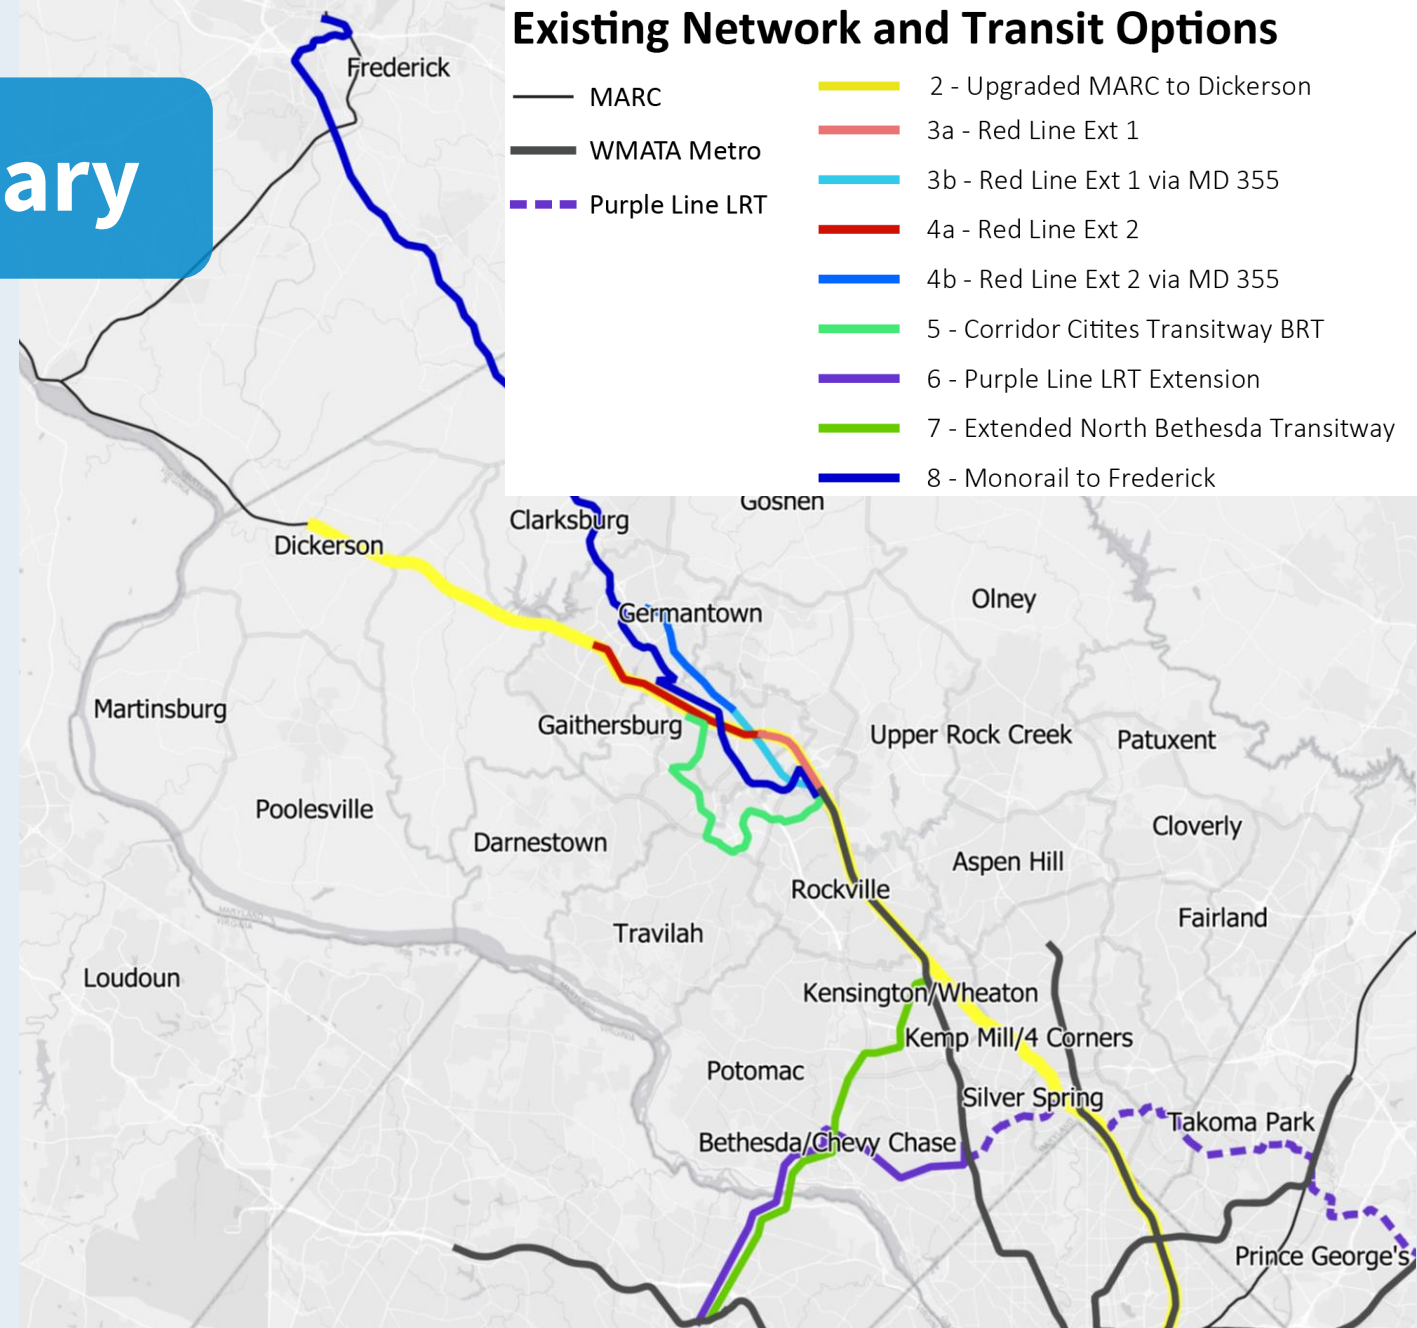 Existing Network and Transit Options
MARC
WMATA Metro
Purple Line LRT
2 - Upgraded MARC to Dickerson
3a - Red Line Ext 1
3b - Red Line Ext 1 via MD 355
4a - Red Line Ext 2
4b - Red Line Ext 2 via MD 355
5 - Corridor Citites Transitway BRT
6 - Purple Line LRT Extension
7 - Extended North Bethesda Transitway
8 - Monorail to Frederick
ary
Frederick
Goshen
Clarksburg
Dickerson
Olney
Germantown
Martinsburg
Gaithersburg
Upper Rock Creek
Patuxent
Poolesville
Darnestown
Cloverly
Aspen Hill
Rockville
Fairland
MARYLAND
VIRGINIA
Travilah
Loudoun
Kensington/Wheaton
Kemp Mill/4 Corners
Potomac
Silver Spring
Takoma Park
Bethesda/Chevy Chase
Prince George's